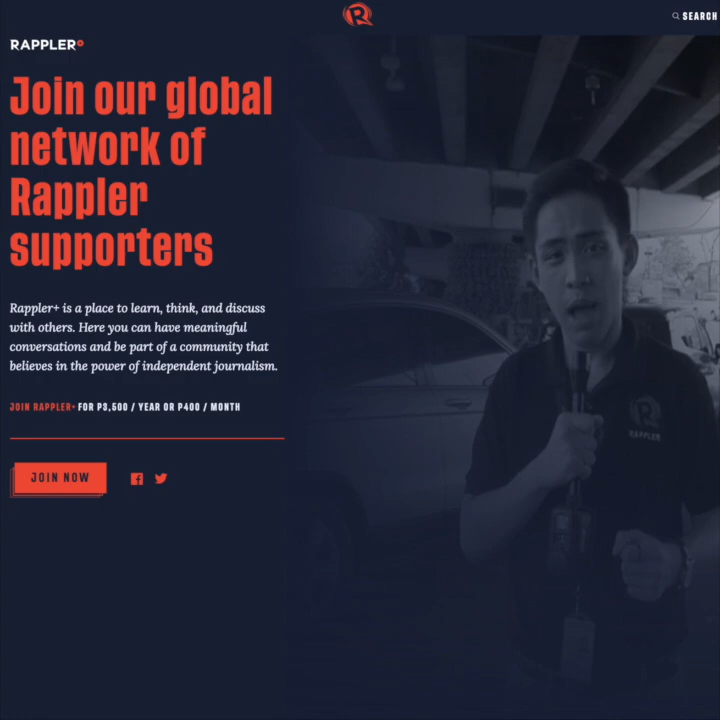 R
SEARCH
RAPPLER+
Join our global
network of
Rappler
supporters
Rappler+ is a place to learn, think, and discuss
with others. Here you can have meaningful
conversations and be part of a community that
believes in the power of independent journalism.
JOIN RAPPLER+ FOR P3,500 / YEAR OR P400 / MONTH
JOIN NOW
R
RAPPLER